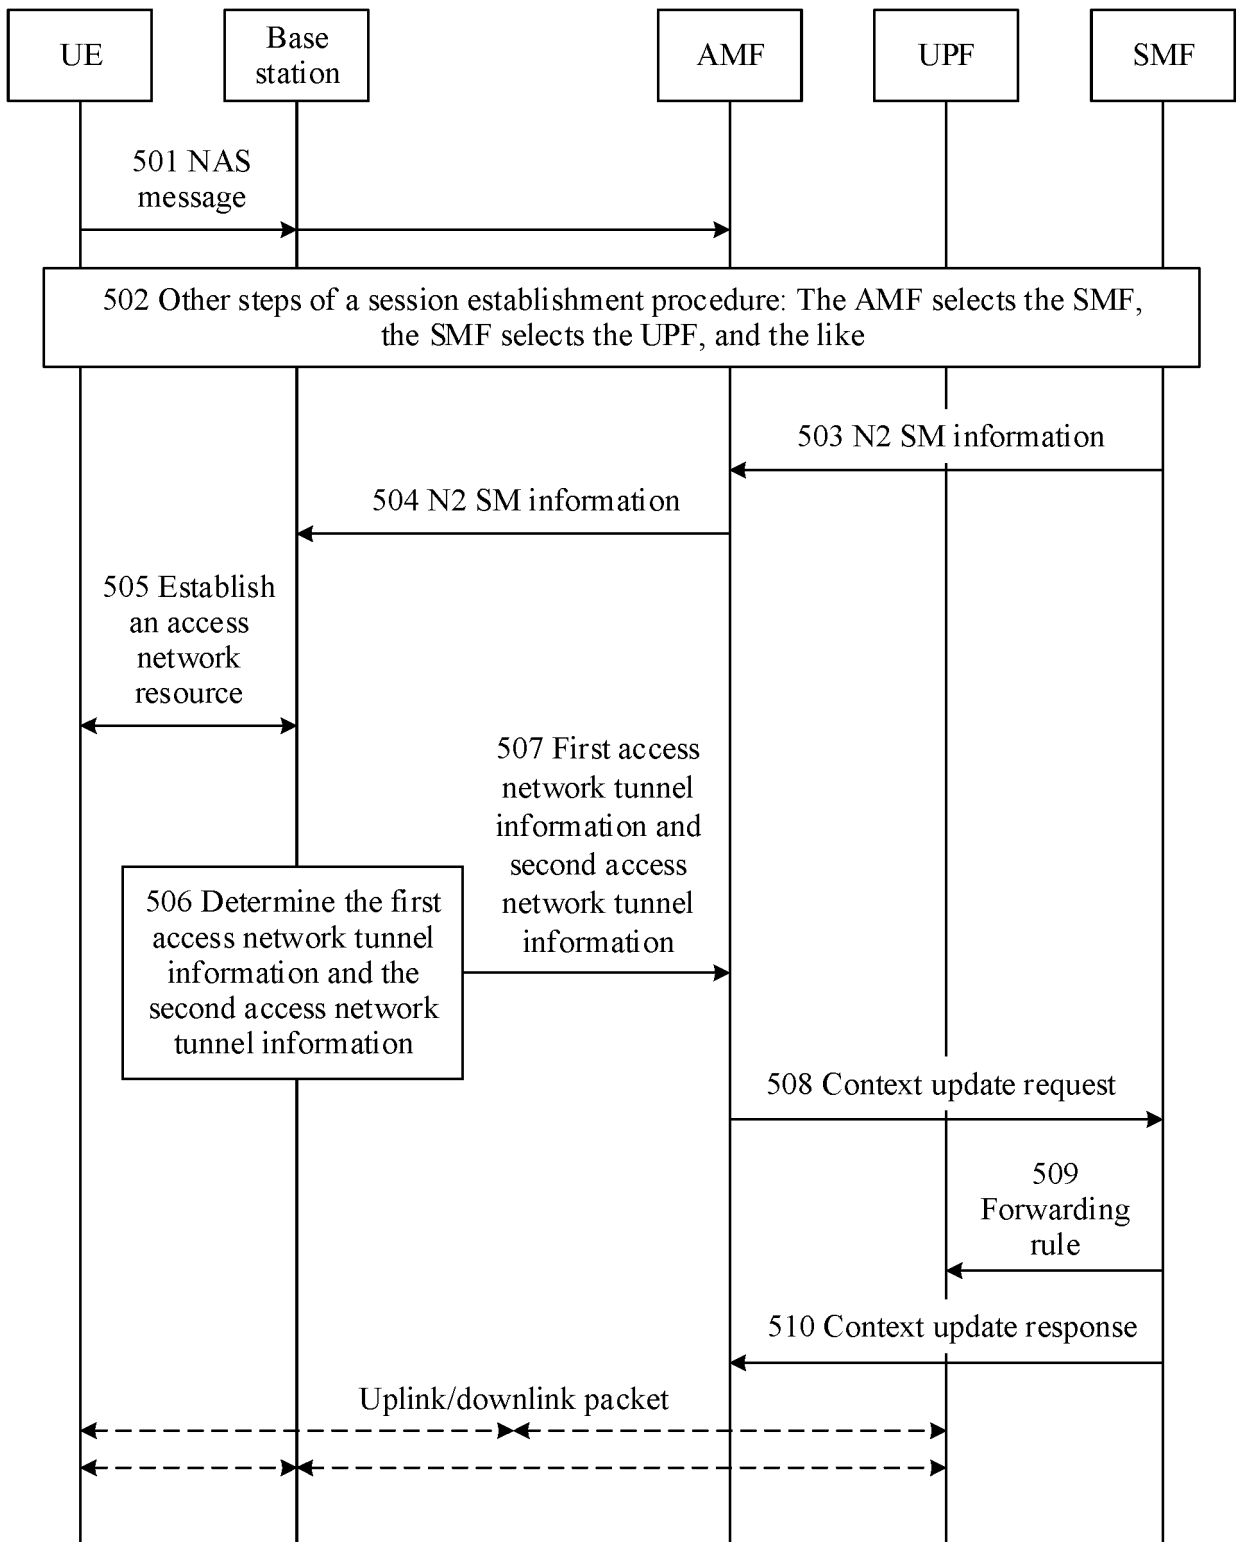 UE
Base
station
AMF
UPF
SMF
501 NAS
message
502 Other steps of a session establishment procedure: The AMF selects the SMF,
the SMF selects the UPF, and the like
503 N2 SM information
504 N2 SM information
505 Establish
an access
network
resource
507 First access
network tunnel
information and
second access
network tunnel
information
506 Determine the first
access network tunnel
information and the
second access network
tunnel information
508 Context update request
509
Forwarding
rule
510 Context update response
Uplink/downlink packet